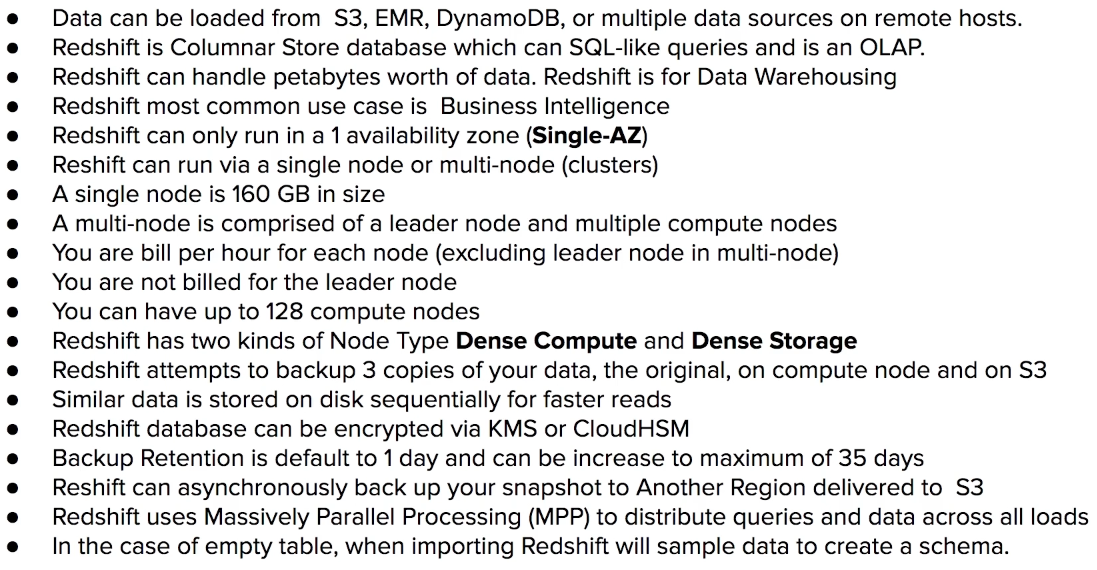 ● Data can be loaded from S3, EMR, DynamoDB, or multiple data sources on remote hosts.
● Redshift is Columnar Store database which can SQL-like queries and is an OLAP.
● Redshift can handle petabytes worth of data. Redshift is for Data Warehousing
● Redshift most common use case is Business Intelligence
● Redshift can only run in a 1 availability zone (Single-AZ)
● Reshift can run via a single node or multi-node (clusters)
● A single node is 160 GB in size
● A multi-node is comprised of a leader node and multiple compute nodes
● You are bill per hour for each node (excluding leader node in multi-node)
● You are not billed for the leader node
● You can have up to 128 compute nodes
● Redshift has two kinds of Node Type Dense Compute and Dense Storage
● Redshift attempts to backup 3 copies of your data, the original, on compute node and on S3
● Similar data is stored on disk sequentially for faster reads
● Redshift database can be encrypted via KMS or CloudHSM
● Backup Retention is default to 1 day and can be increase to maximum of 35 days
● Reshift can asynchronously back up your snapshot to Another Region delivered to S3
● Redshift uses Massively Parallel Processing (MPP) to distribute queries and data across all loads
● In the case of empty table, when importing Redshift will sample data to create a schema.